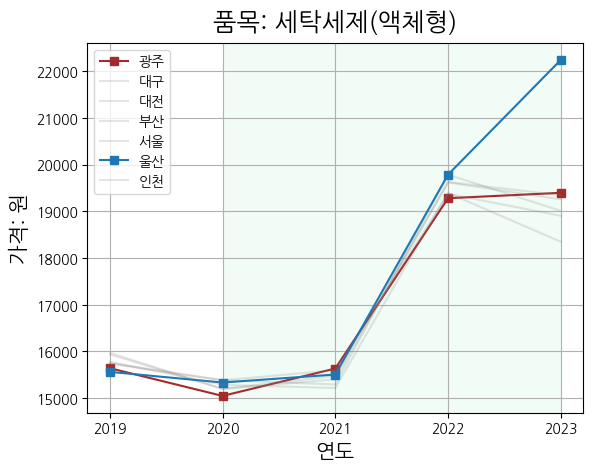 품목: 세탁세제(액체형)
광주
대구
대전
부산
서울
울산
인천
가격: 원
22000
21000
20000
19000
18000
17000
16000
15000
2019 2020 2021 2022 2023
연도